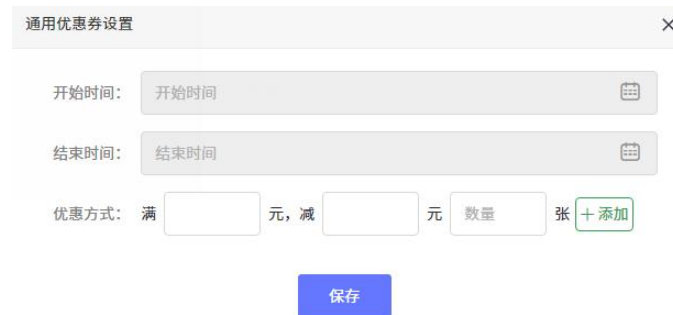 通用优惠券设置
开始时间： 开始时间
结束时间： 结束时间
优惠方式： 满 元，减 元 数量 张 + 添加
保存